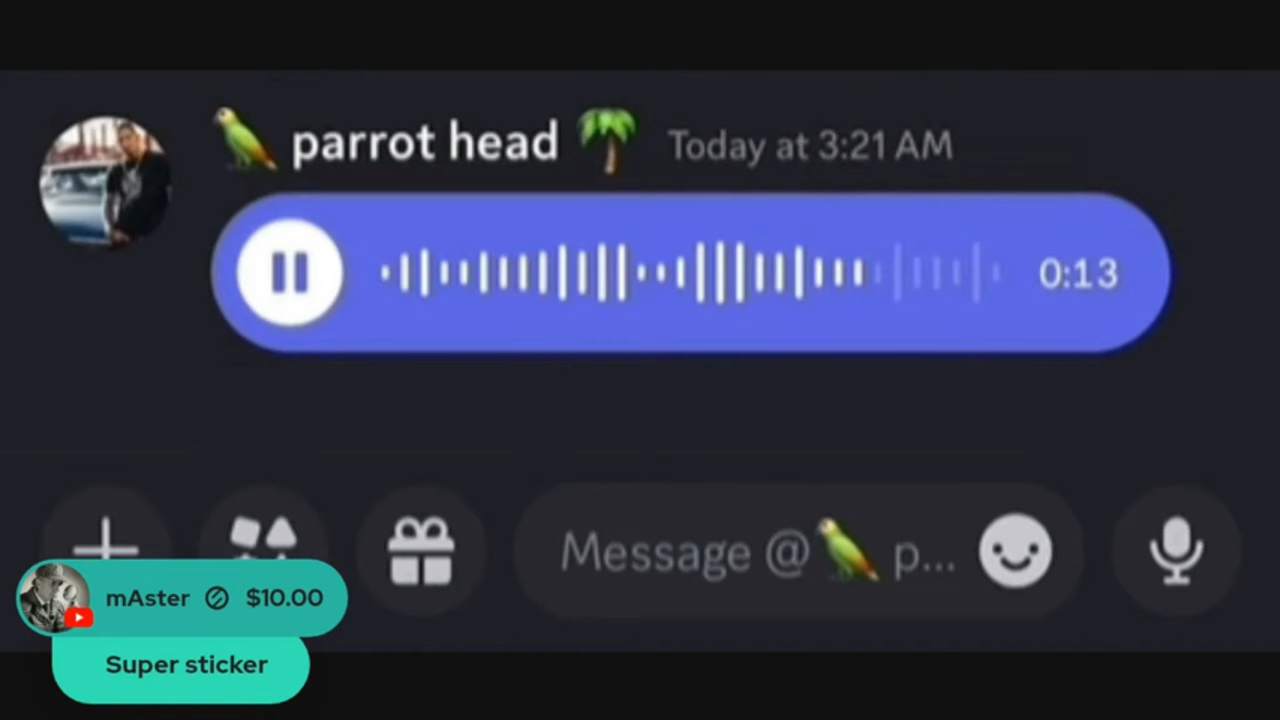 🦜 parrot head 🌴 Today at 3:21 AM
0:13
Message @🦜 p...
mAster $10.00
Super sticker